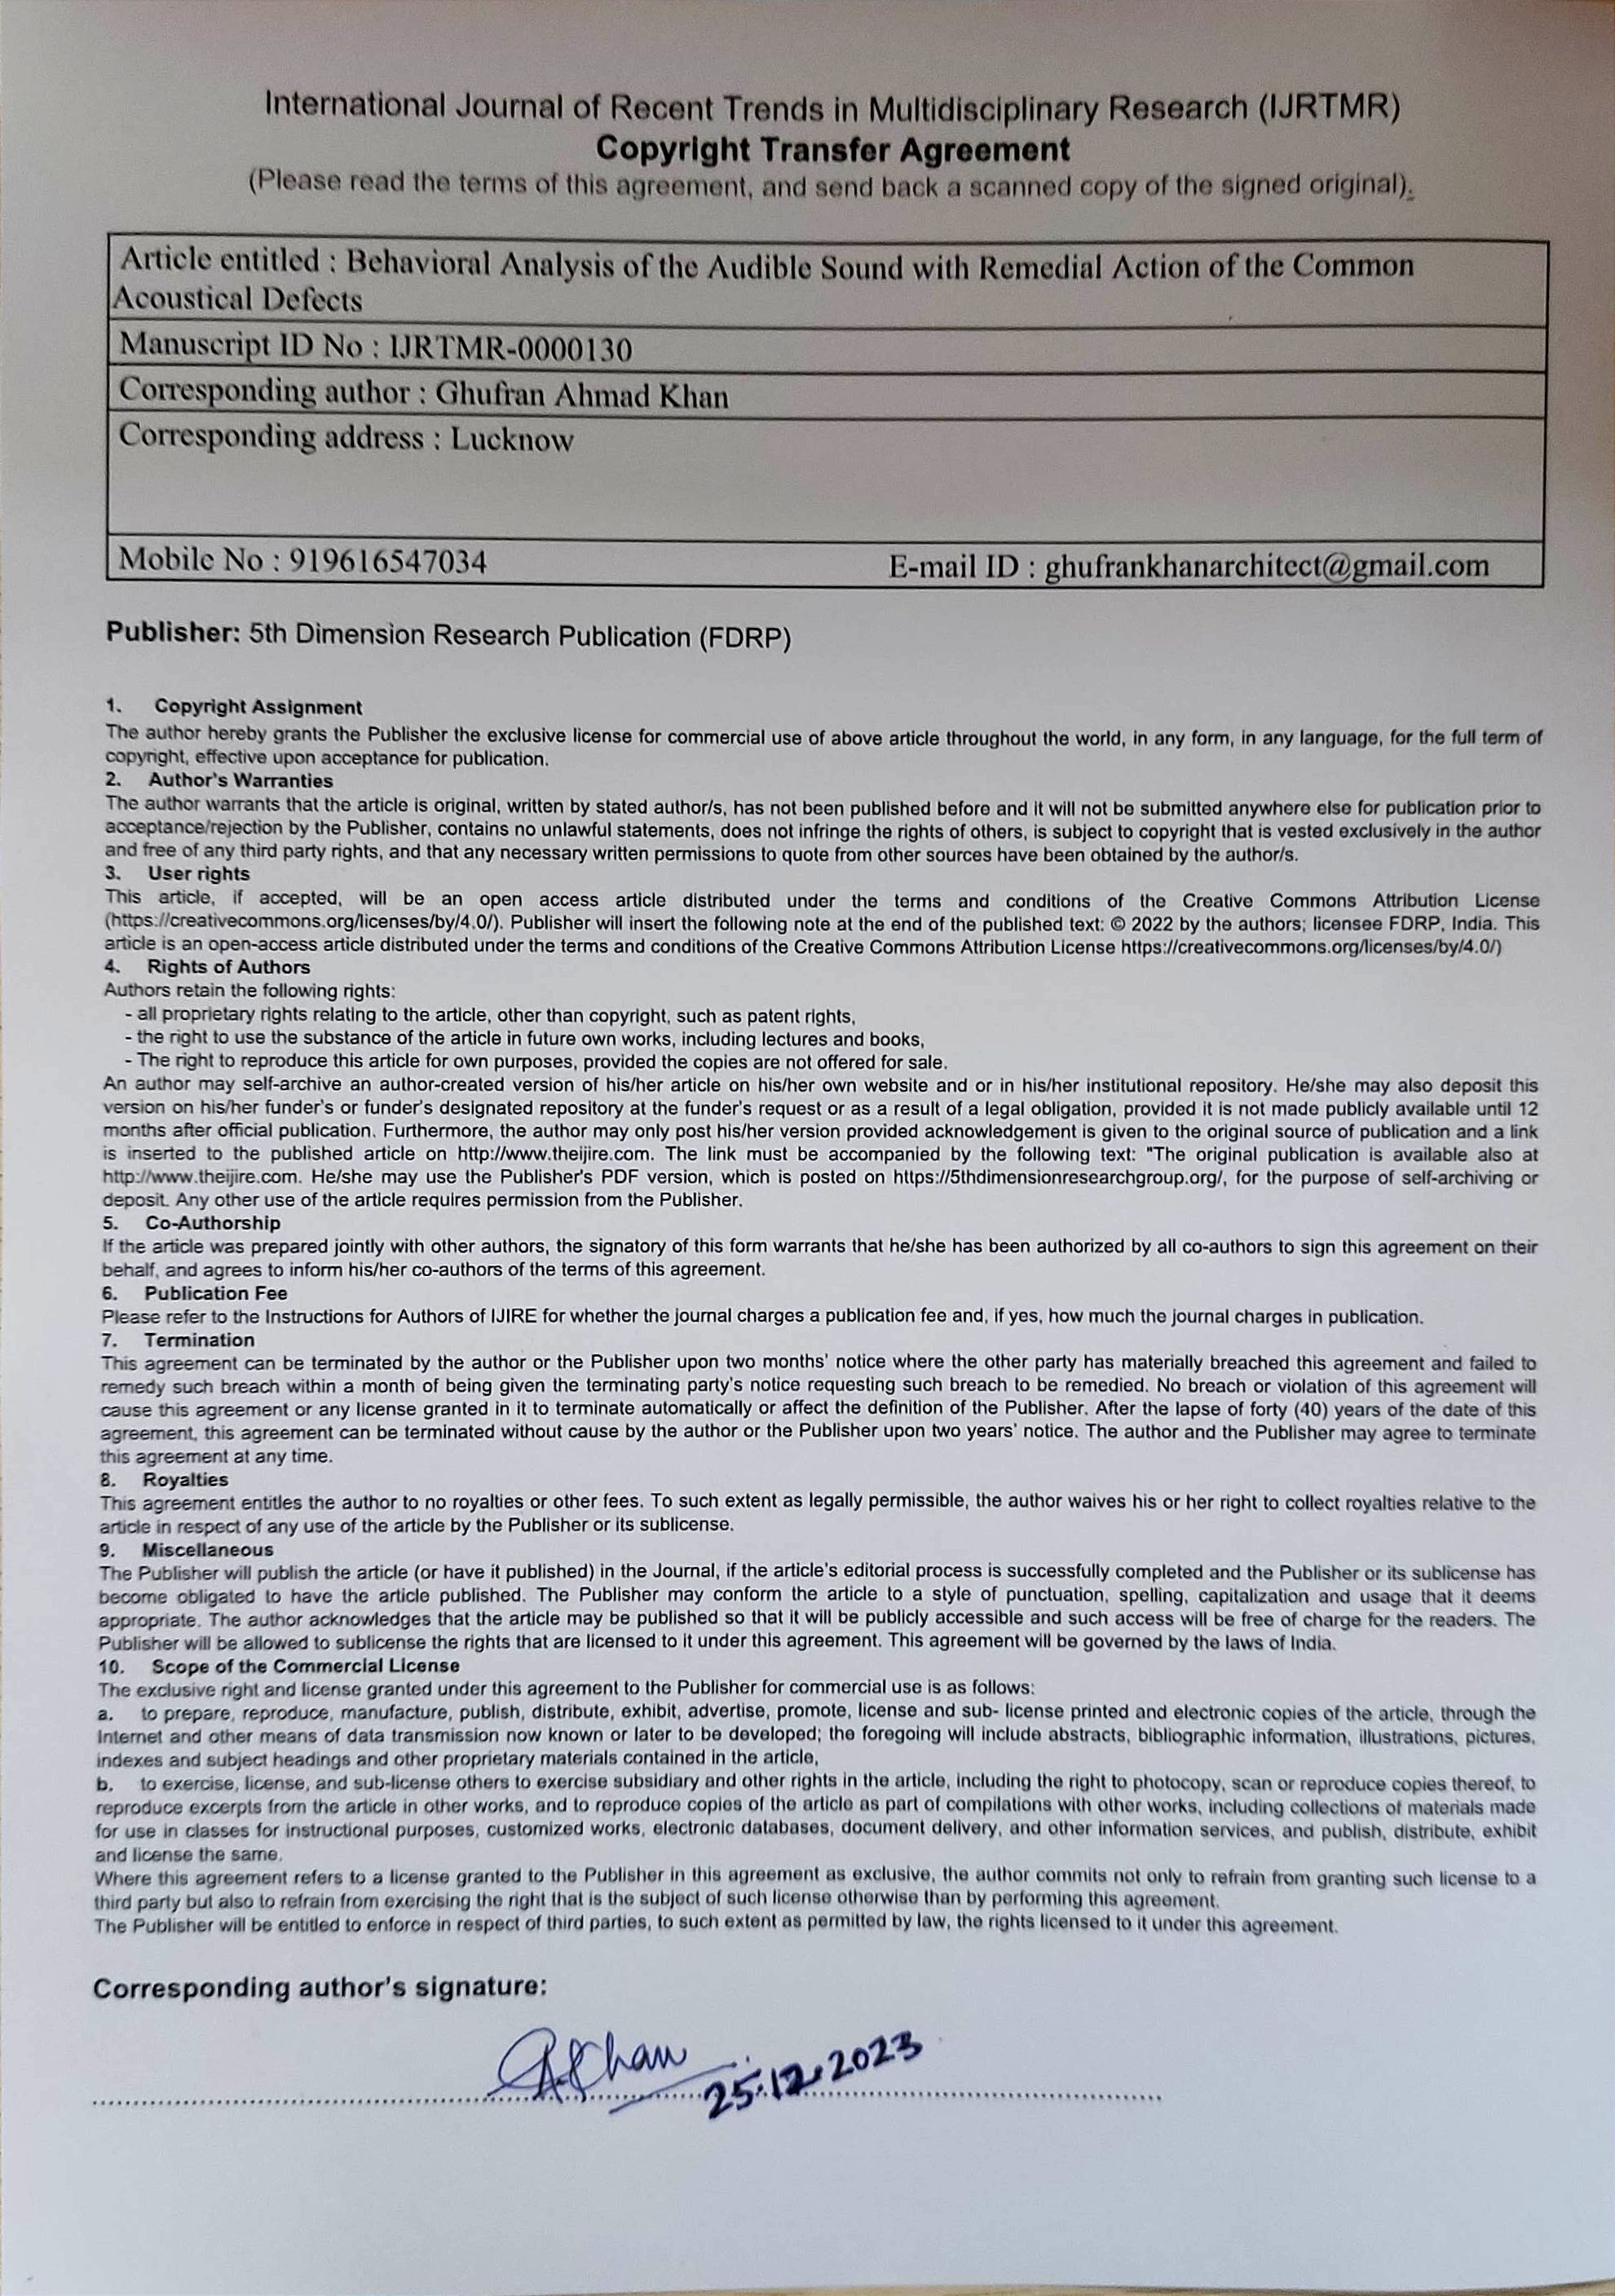 International Journal of Recent Trends in Multidisciplinary Research (IJRTMR)
Copyright Transfer Agreement
(Please read the terms of this agreement, and send back a scanned copy of the signed original).
Article entitled : Behavioral Analysis of the Audible Sound with Remedial Action of the Common
Acoustical Defects
Manuscript ID No : IJRTMR-0000130
Corresponding author : Ghufran Ahmad Khan
Corresponding address : Lucknow
Mobile No : 919616547034 E-mail ID : ghufrankhanarchitect@gmail.com
Publisher: 5th Dimension Research Publication (FDRP)
1. Copyright Assignment
The author hereby grants the Publisher the exclusive license for commercial use of above article throughout the world, in any form, in any language, for the full term of
copyright, effective upon acceptance for publication.
2. Author's Warranties
The author warrants that the article is original, written by stated author/s, has not been published before and it will not be submitted anywhere else for publication prior to
acceptance/rejection by the Publisher, contains no unlawful statements, does not infringe the rights of others, is subject to copyright that is vested exclusively in the author
and free of any third party rights, and that any necessary written permissions to quote from other sources have been obtained by the author/s.
3. User rights
This article, if accepted, will be an open access article distributed under the terms and conditions of the Creative Commons Attribution License
(https://creativecommons.org/licenses/by/4.0/). Publisher will insert the following note at the end of the published text: © 2022 by the authors; licensee FDRP, India. This
article is an open-access article distributed under the terms and conditions of the Creative Commons Attribution License https://creativecommons.org/licenses/by/4.0/)
4. Rights of Authors
Authors retain the following rights:
- all proprietary rights relating to the article, other than copyright, such as patent rights,
- the right to use the substance of the article in future own works, including lectures and books,
- The right to reproduce this article for own purposes, provided the copies are not offered for sale.
An author may self-archive an author-created version of his/her article on his/her own website and or in his/her institutional repository. He/she may also deposit this
version on his/her funder's or funder's designated repository at the funder's request or as a result of a legal obligation, provided it is not made publicly available until 12
months after official publication. Furthermore, the author may only post his/her version provided acknowledgement is given to the original source of publication and a link
is inserted to the published article on http://www.theijire.com. The link must be accompanied by the following text: "The original publication is available also at
http://www.theijire.com. He/she may use the Publisher's PDF version, which is posted on https://5thdimensionresearchgroup.org/, for the purpose of self-archiving or
deposit. Any other use of the article requires permission from the Publisher.
5. Co-Authorship
If the article was prepared jointly with other authors, the signatory of this form warrants that he/she has been authorized by all co-authors to sign this agreement on their
behalf, and agrees to inform his/her co-authors of the terms of this agreement.
6. Publication Fee
Please refer to the Instructions for Authors of IJIRE for whether the journal charges a publication fee and, if yes, how much the journal charges in publication.
7. Termination
This agreement can be terminated by the author or the Publisher upon two months' notice where the other party has materially breached this agreement and failed to
remedy such breach within a month of being given the terminating party's notice requesting such breach to be remedied. No breach or violation of this agreement will
cause this agreement or any license granted in it to terminate automatically or affect the definition of the Publisher. After the lapse of forty (40) years of the date of this
agreement, this agreement can be terminated without cause by the author or the Publisher upon two years' notice. The author and the Publisher may agree to terminate
this agreement at any time.
8. Royalties
This agreement entitles the author to no royalties or other fees. To such extent as legally permissible, the author waives his or her right to collect royalties relative to the
article in respect of any use of the article by the Publisher or its sublicense.
9. Miscellaneous
The Publisher will publish the article (or have it published) in the Journal, if the article's editorial process is successfully completed and the Publisher or its sublicense has
become obligated to have the article published. The Publisher may conform the article to a style of punctuation, spelling, capitalization and usage that it deems
appropriate. The author acknowledges that the article may be published so that it will be publicly accessible and such access will be free of charge for the readers. The
Publisher will be allowed to sublicense the rights that are licensed to it under this agreement. This agreement will be governed by the laws of India.
10. Scope of the Commercial License
The exclusive right and license granted under this agreement to the Publisher for commercial use is as follows:
a. to prepare, reproduce, manufacture, publish, distribute, exhibit, advertise, promote, license and sub- license printed and electronic copies of the article, through the
Internet and other means of data transmission now known or later to be developed; the foregoing will include abstracts, bibliographic information, illustrations, pictures,
indexes and subject headings and other proprietary materials contained in the article,
b. to exercise, license, and sub-license others to exercise subsidiary and other rights in the article, including the right to photocopy, scan or reproduce copies thereof, to
reproduce excerpts from the article in other works, and to reproduce copies of the article as part of compilations with other works, including collections of materials made
for use in classes for instructional purposes, customized works, electronic databases, document delivery, and other information services, and publish, distribute, exhibit
and license the same.
Where this agreement refers to a license granted to the Publisher in this agreement as exclusive, the author commits not only to refrain from granting such license to a
third party but also to refrain from exercising the right that is the subject of such license otherwise than by performing this agreement.
The Publisher will be entitled to enforce in respect of third parties, to such extent as permitted by law, the rights licensed to it under this agreement.
Corresponding author's signature:
GAKhan
25.12.2023